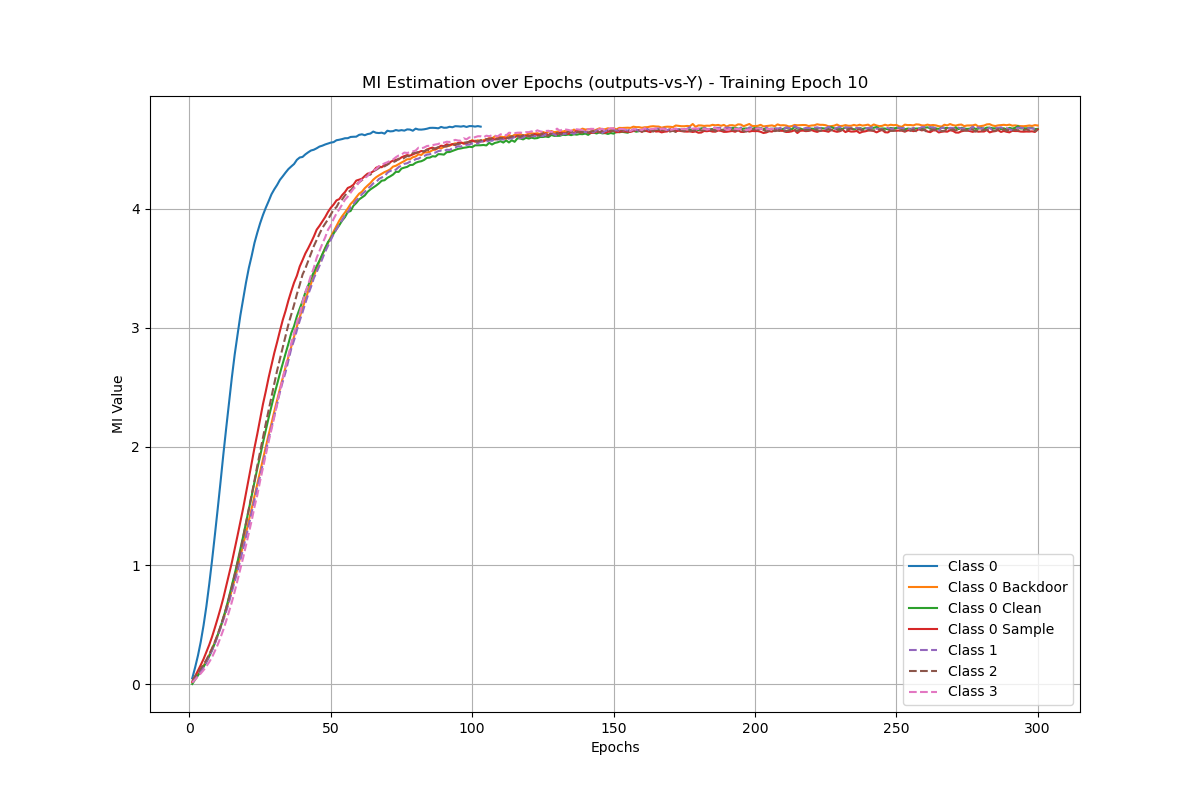 MI Estimation over Epochs (outputs-vs-Y) - Training Epoch 10
MI Value
4
3
2
1
0
0 50 100 150 200 250 300
Epochs
Class 0
Class 0 Backdoor
Class 0 Clean
Class 0 Sample
Class 1
Class 2
Class 3